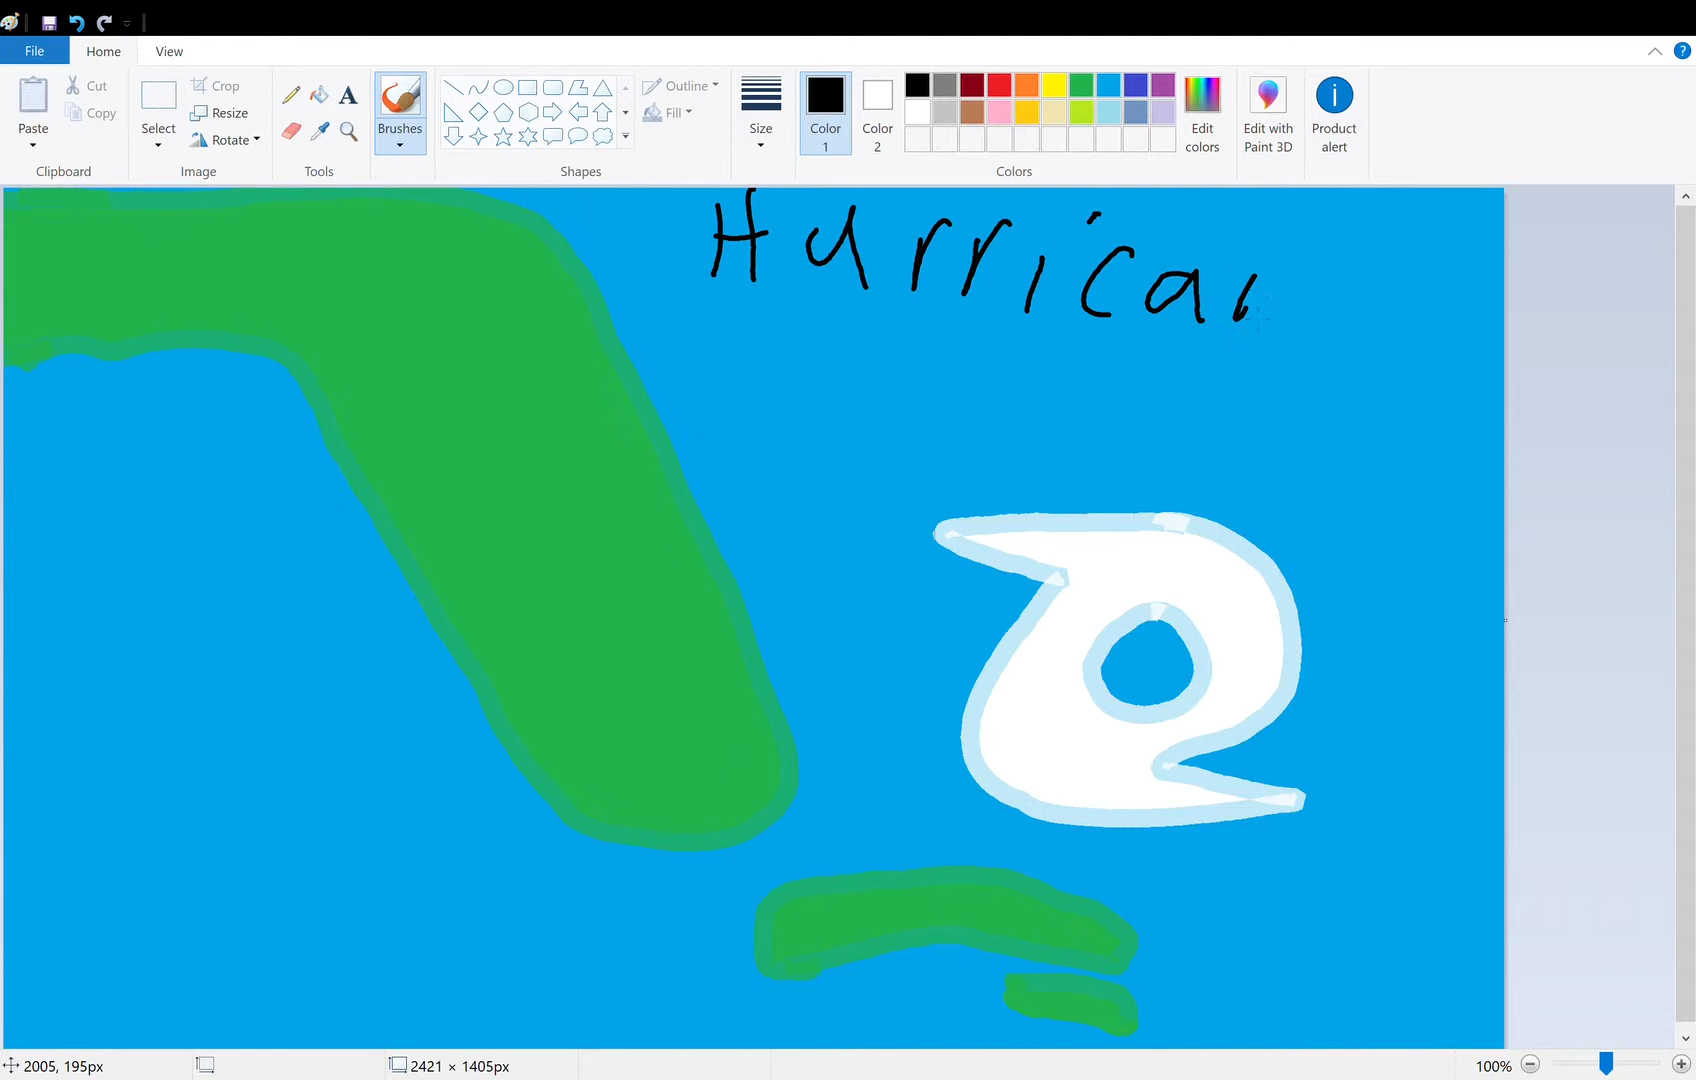 File Home View
Paste Cut Copy Clipboard
Select Crop Resize Rotate Image
A Tools
Brushes
Outline Fill Shapes
Size
Color 1 Color 2 Edit colors Colors
Edit with Paint 3D
Product alert
Hurrica
2005, 195px 2421 × 1405px 100%